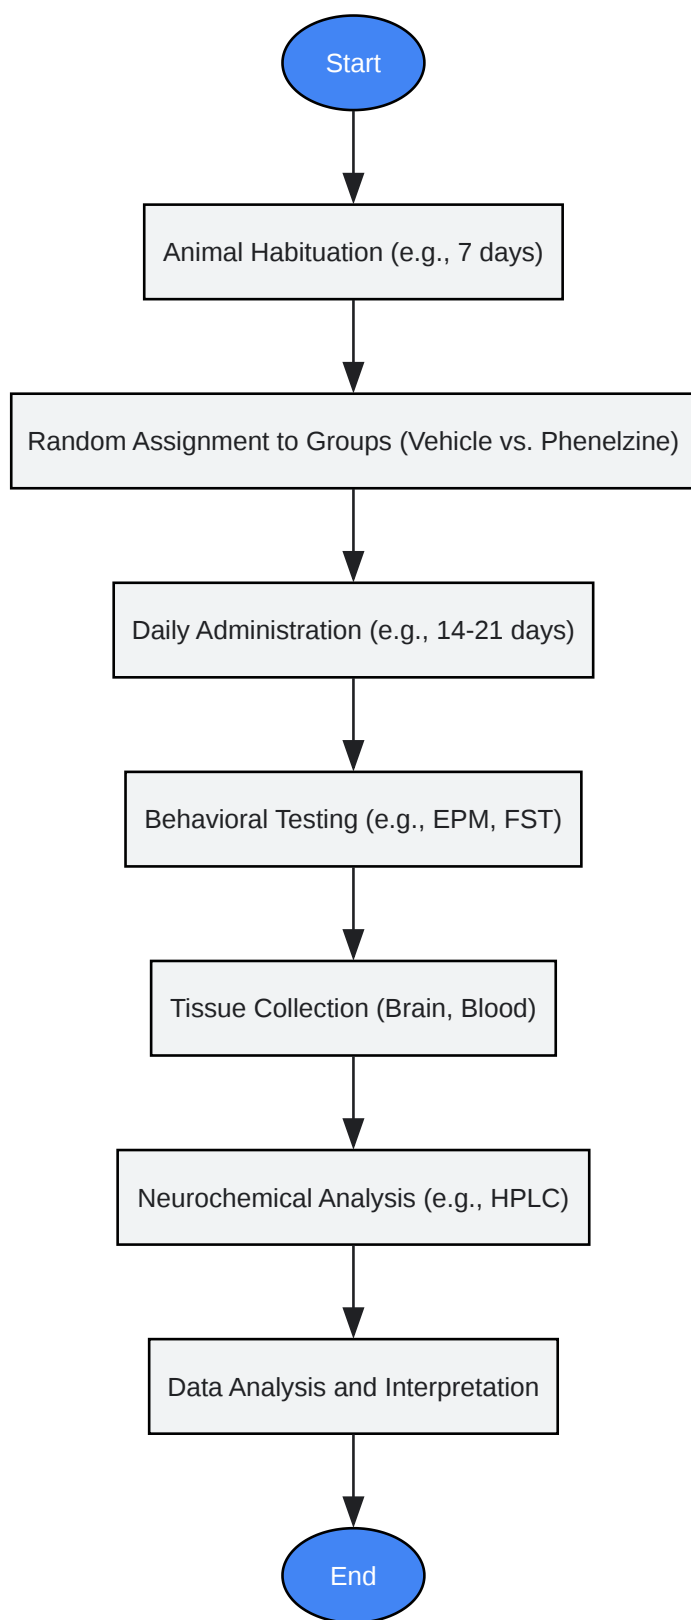 Start
Animal Habituation (e.g., 7 days)
Random Assignment to Groups (Vehicle vs. Phenelzine)
Daily Administration (e.g., 14-21 days)
Behavioral Testing (e.g., EPM, FST)
Tissue Collection (Brain, Blood)
Neurochemical Analysis (e.g., HPLC)
Data Analysis and Interpretation
End